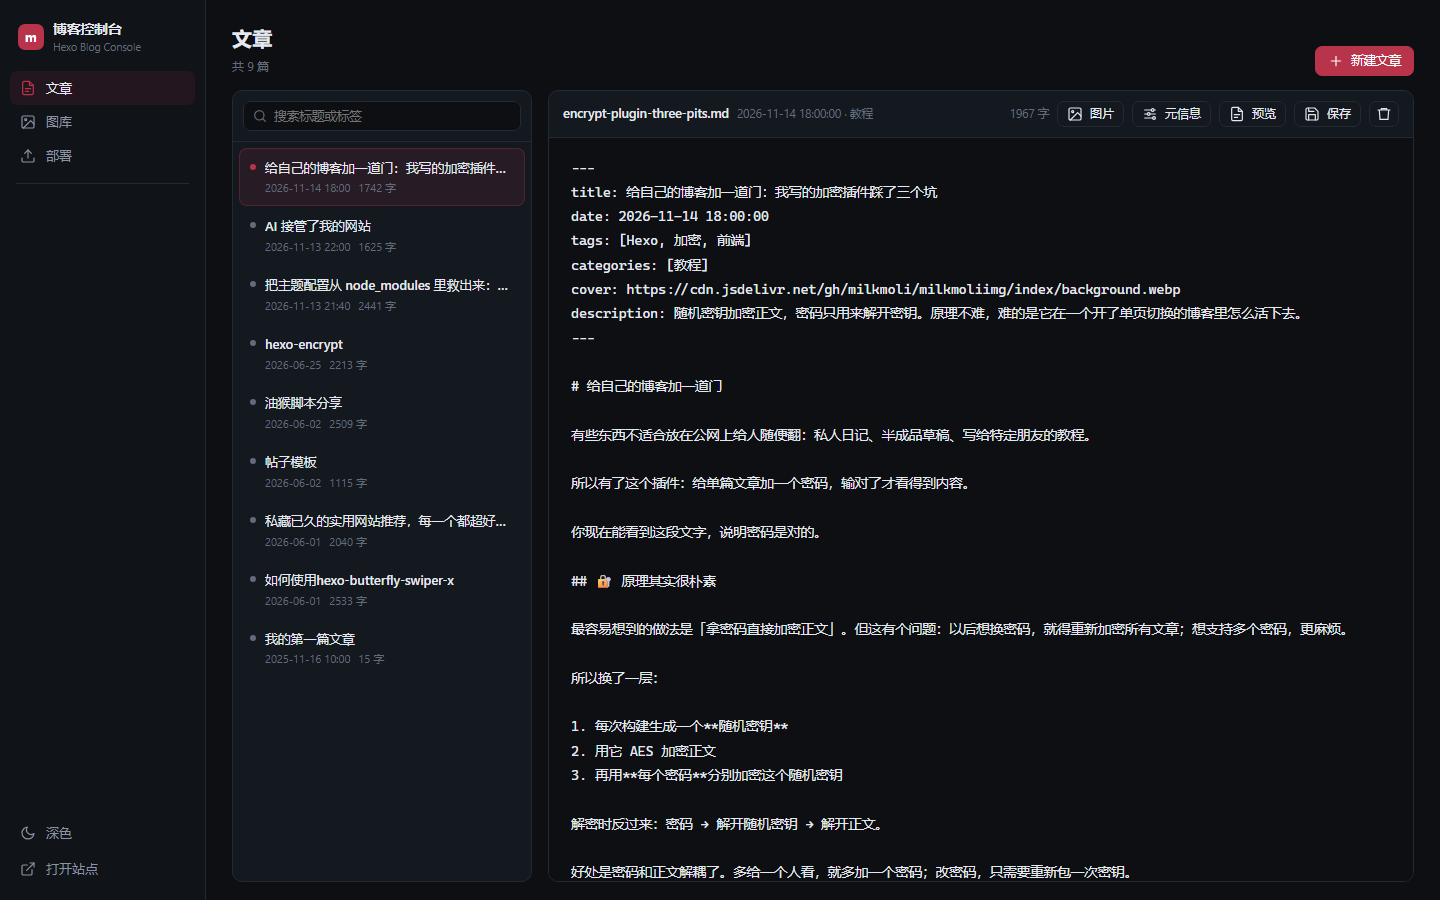 m
博客控制台
Hexo Blog Console
文章
图库
部署
深色
打开站点
文章
共 9 篇
新建文章
搜索标题或标签
给自己的博客加一道门：我写的加密插件...
2026-11-14 18:00 1742 字
AI 接管了我的网站
2026-11-13 22:00 1625 字
把主题配置从 node_modules 里救出来：...
2026-11-13 21:40 2441 字
hexo-encrypt
2026-06-25 2213 字
油猴脚本分享
2026-06-02 2509 字
帖子模板
2026-06-02 1115 字
私藏已久的实用网站推荐，每一个都超好...
2026-06-01 2040 字
如何使用hexo-butterfly-swiper-x
2026-06-01 2533 字
我的第一篇文章
2025-11-16 10:00 15 字
encrypt-plugin-three-pits.md 2026-11-14 18:00:00 · 教程 1967 字 图片 元信息 预览 保存
---
title: 给自己的博客加一道门：我写的加密插件踩了三个坑
date: 2026-11-14 18:00:00
tags: [Hexo, 加密, 前端]
categories: [教程]
cover: https://cdn.jsdelivr.net/gh/milkmoli/milkmoliimg/index/background.webp
description: 随机密钥加密正文，密码只用来解开密钥。原理不难，难的是它在一个开了单页切换的博客里怎么活下去。
---
# 给自己的博客加一道门
有些东西不适合放在公网上给人随便翻：私人日记、半成品草稿、写给特定朋友的教程。
所以有了这个插件：给单篇文章加一个密码，输对了才看得到内容。
你现在能看到这段文字，说明密码是对的。
## 🔐 原理其实很朴素
最容易想到的做法是「拿密码直接加密正文」。但这有个问题：以后想换密码，就得重新加密所有文章；想支持多个密码，更麻烦。
所以换了一层：
1. 每次构建生成一个**随机密钥**
2. 用它 AES 加密正文
3. 再用**每个密码**分别加密这个随机密钥
解密时反过来：密码 → 解开随机密钥 → 解开正文。
好处是密码和正文解耦了。多给一个人看，就多加一个密码；改密码，只需要重新包一次密钥。